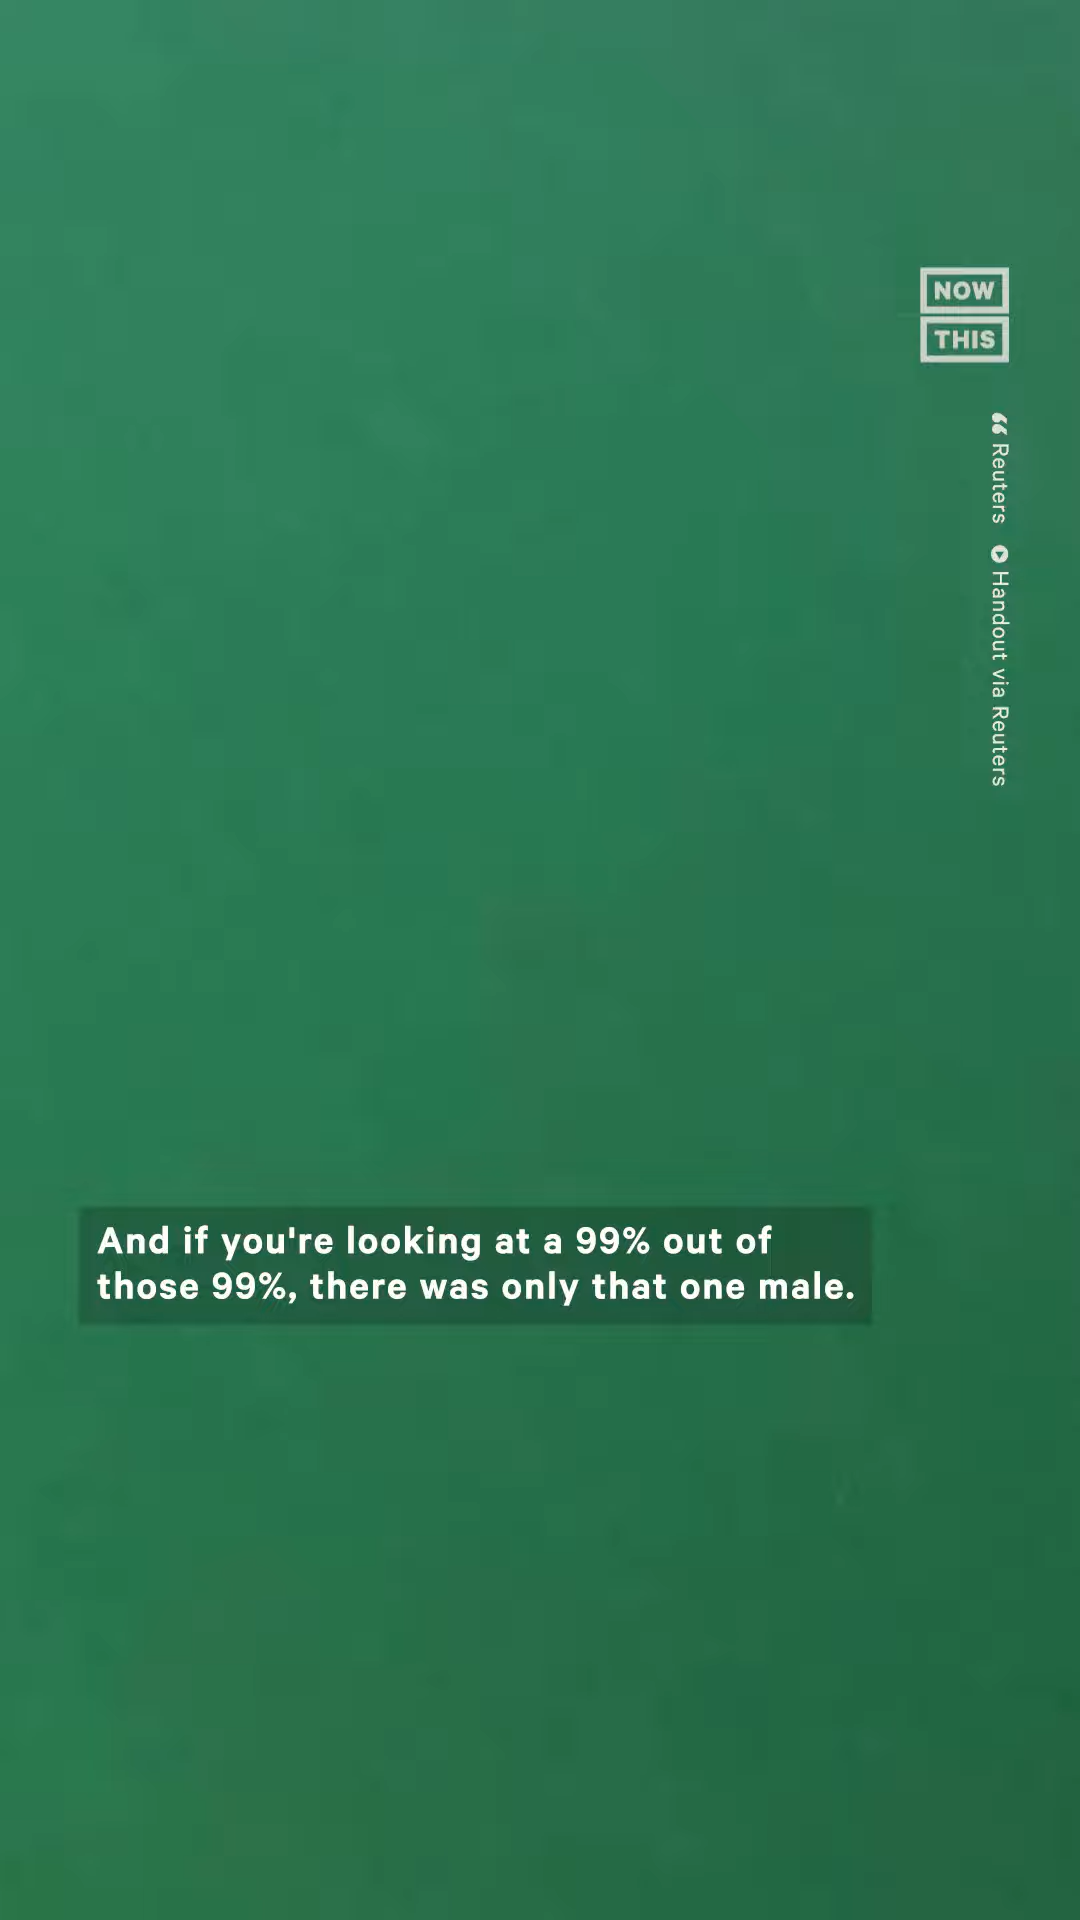 NOW
THIS
❝ Reuters Handout via Reuters
And if you're looking at a 99% out of
those 99%, there was only that one male.